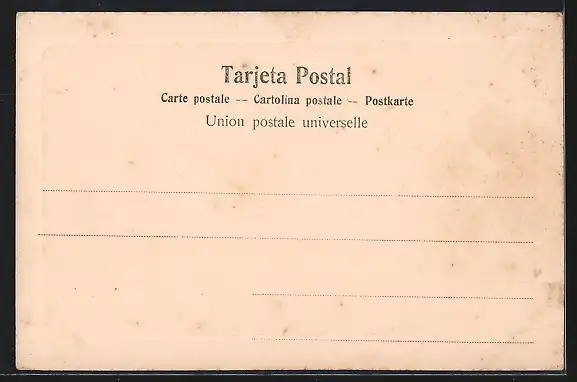 Tarjeta Postal
Carte postale -- Cartolina postale -- Postkarte
Union postale universelle